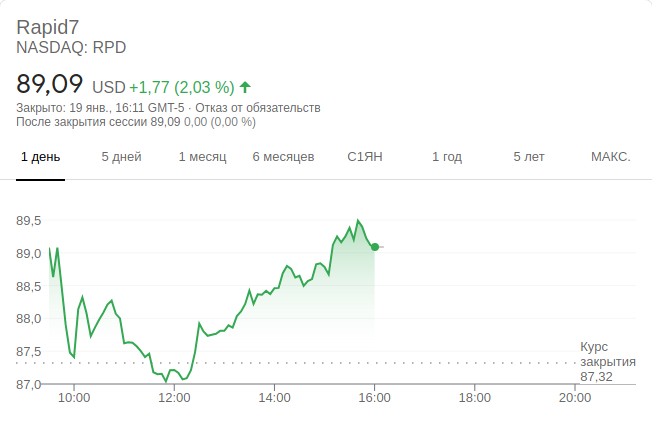 Rapid7
NASDAQ: RPD
89,09 USD +1,77 (2,03 %)
Закрыто: 19 янв., 16:11 GMT-5 · Отказ от обязательств
После закрытия сессии 89,09 0,00 (0,00 %)
1 день 5 дней 1 месяц 6 месяцев С1ЯН 1 год 5 лет МАКС.
89,5
89,0
88,5
88,0
87,5
87,0
Курс
закрытия
87,32
10:00 12:00 14:00 16:00 18:00 20:00